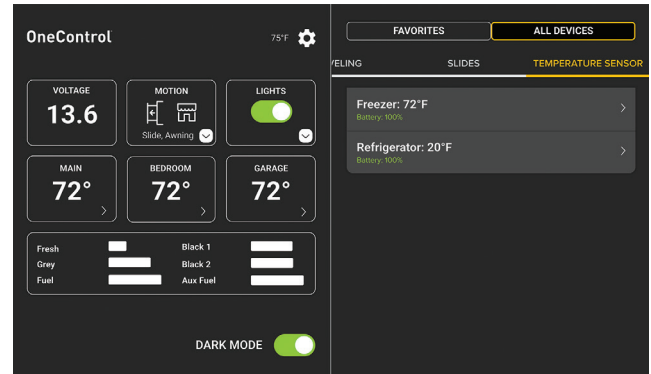 OneControl
75°F
VOLTAGE
13.6
MOTION
Slide, Awning
LIGHTS
MAIN
72°
BEDROOM
72°
GARAGE
72°
Fresh
Black 1
Grey
Black 2
Fuel
Aux Fuel
DARK MODE
FAVORITES
ALL DEVICES
/ELING
SLIDES
TEMPERATURE SENSOR
Freezer: 72°F
Battery: 100%
Refrigerator: 20°F
Battery: 100%